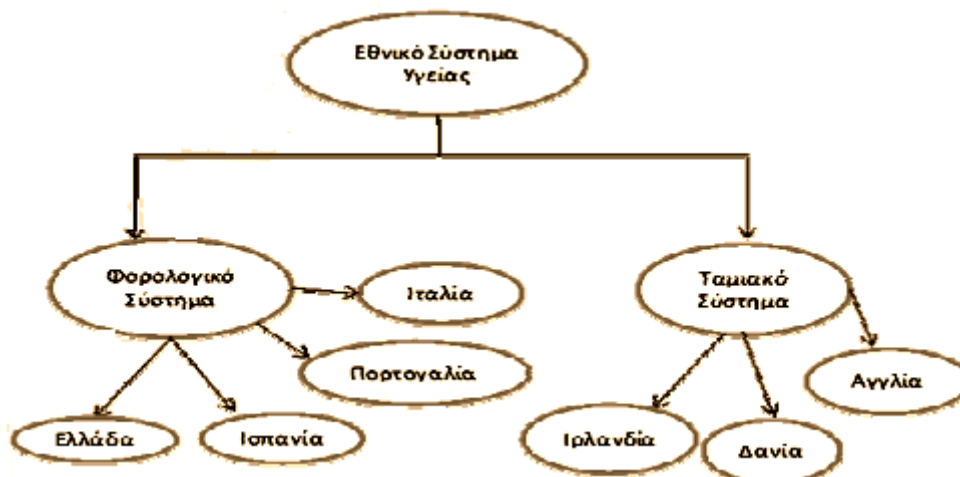 Εθνικό Σύστημα
Υγείας
Φορολογικό
Σύστημα
Ταμιακό
Σύστημα
Ιταλία
Πορτογαλία
Αγγλία
Ελλάδα
Ισπανία
Ιρλανδία
Δανία